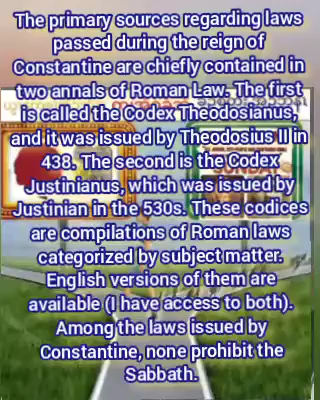 The primary sources regarding laws
passed during the reign of
Constantine are chiefly contained in
two annals of Roman Law. The first
is called the Codex Theodosianus,
and it was issued by Theodosius II in
438. The second is the Codex
Justinianus, which was issued by
Justinian in the 530s. These codices
are compilations of Roman laws
categorized by subject matter.
English versions of them are
available (I have access to both).
Among the laws issued by
Constantine, none prohibit the
Sabbath.
SUNDAY